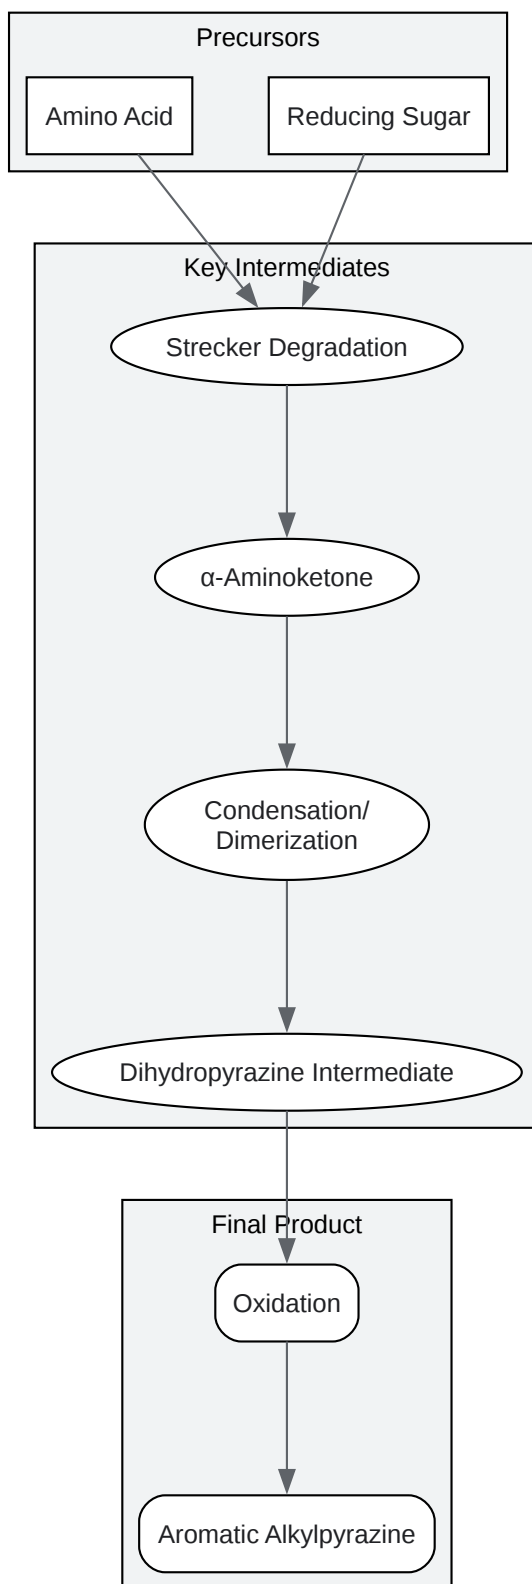 Precursors
Amino Acid
Reducing Sugar
Key Intermediates
Strecker Degradation
α-Aminoketone
Condensation/
Dimerization
Dihydropyrazine Intermediate
Final Product
Oxidation
Aromatic Alkylpyrazine